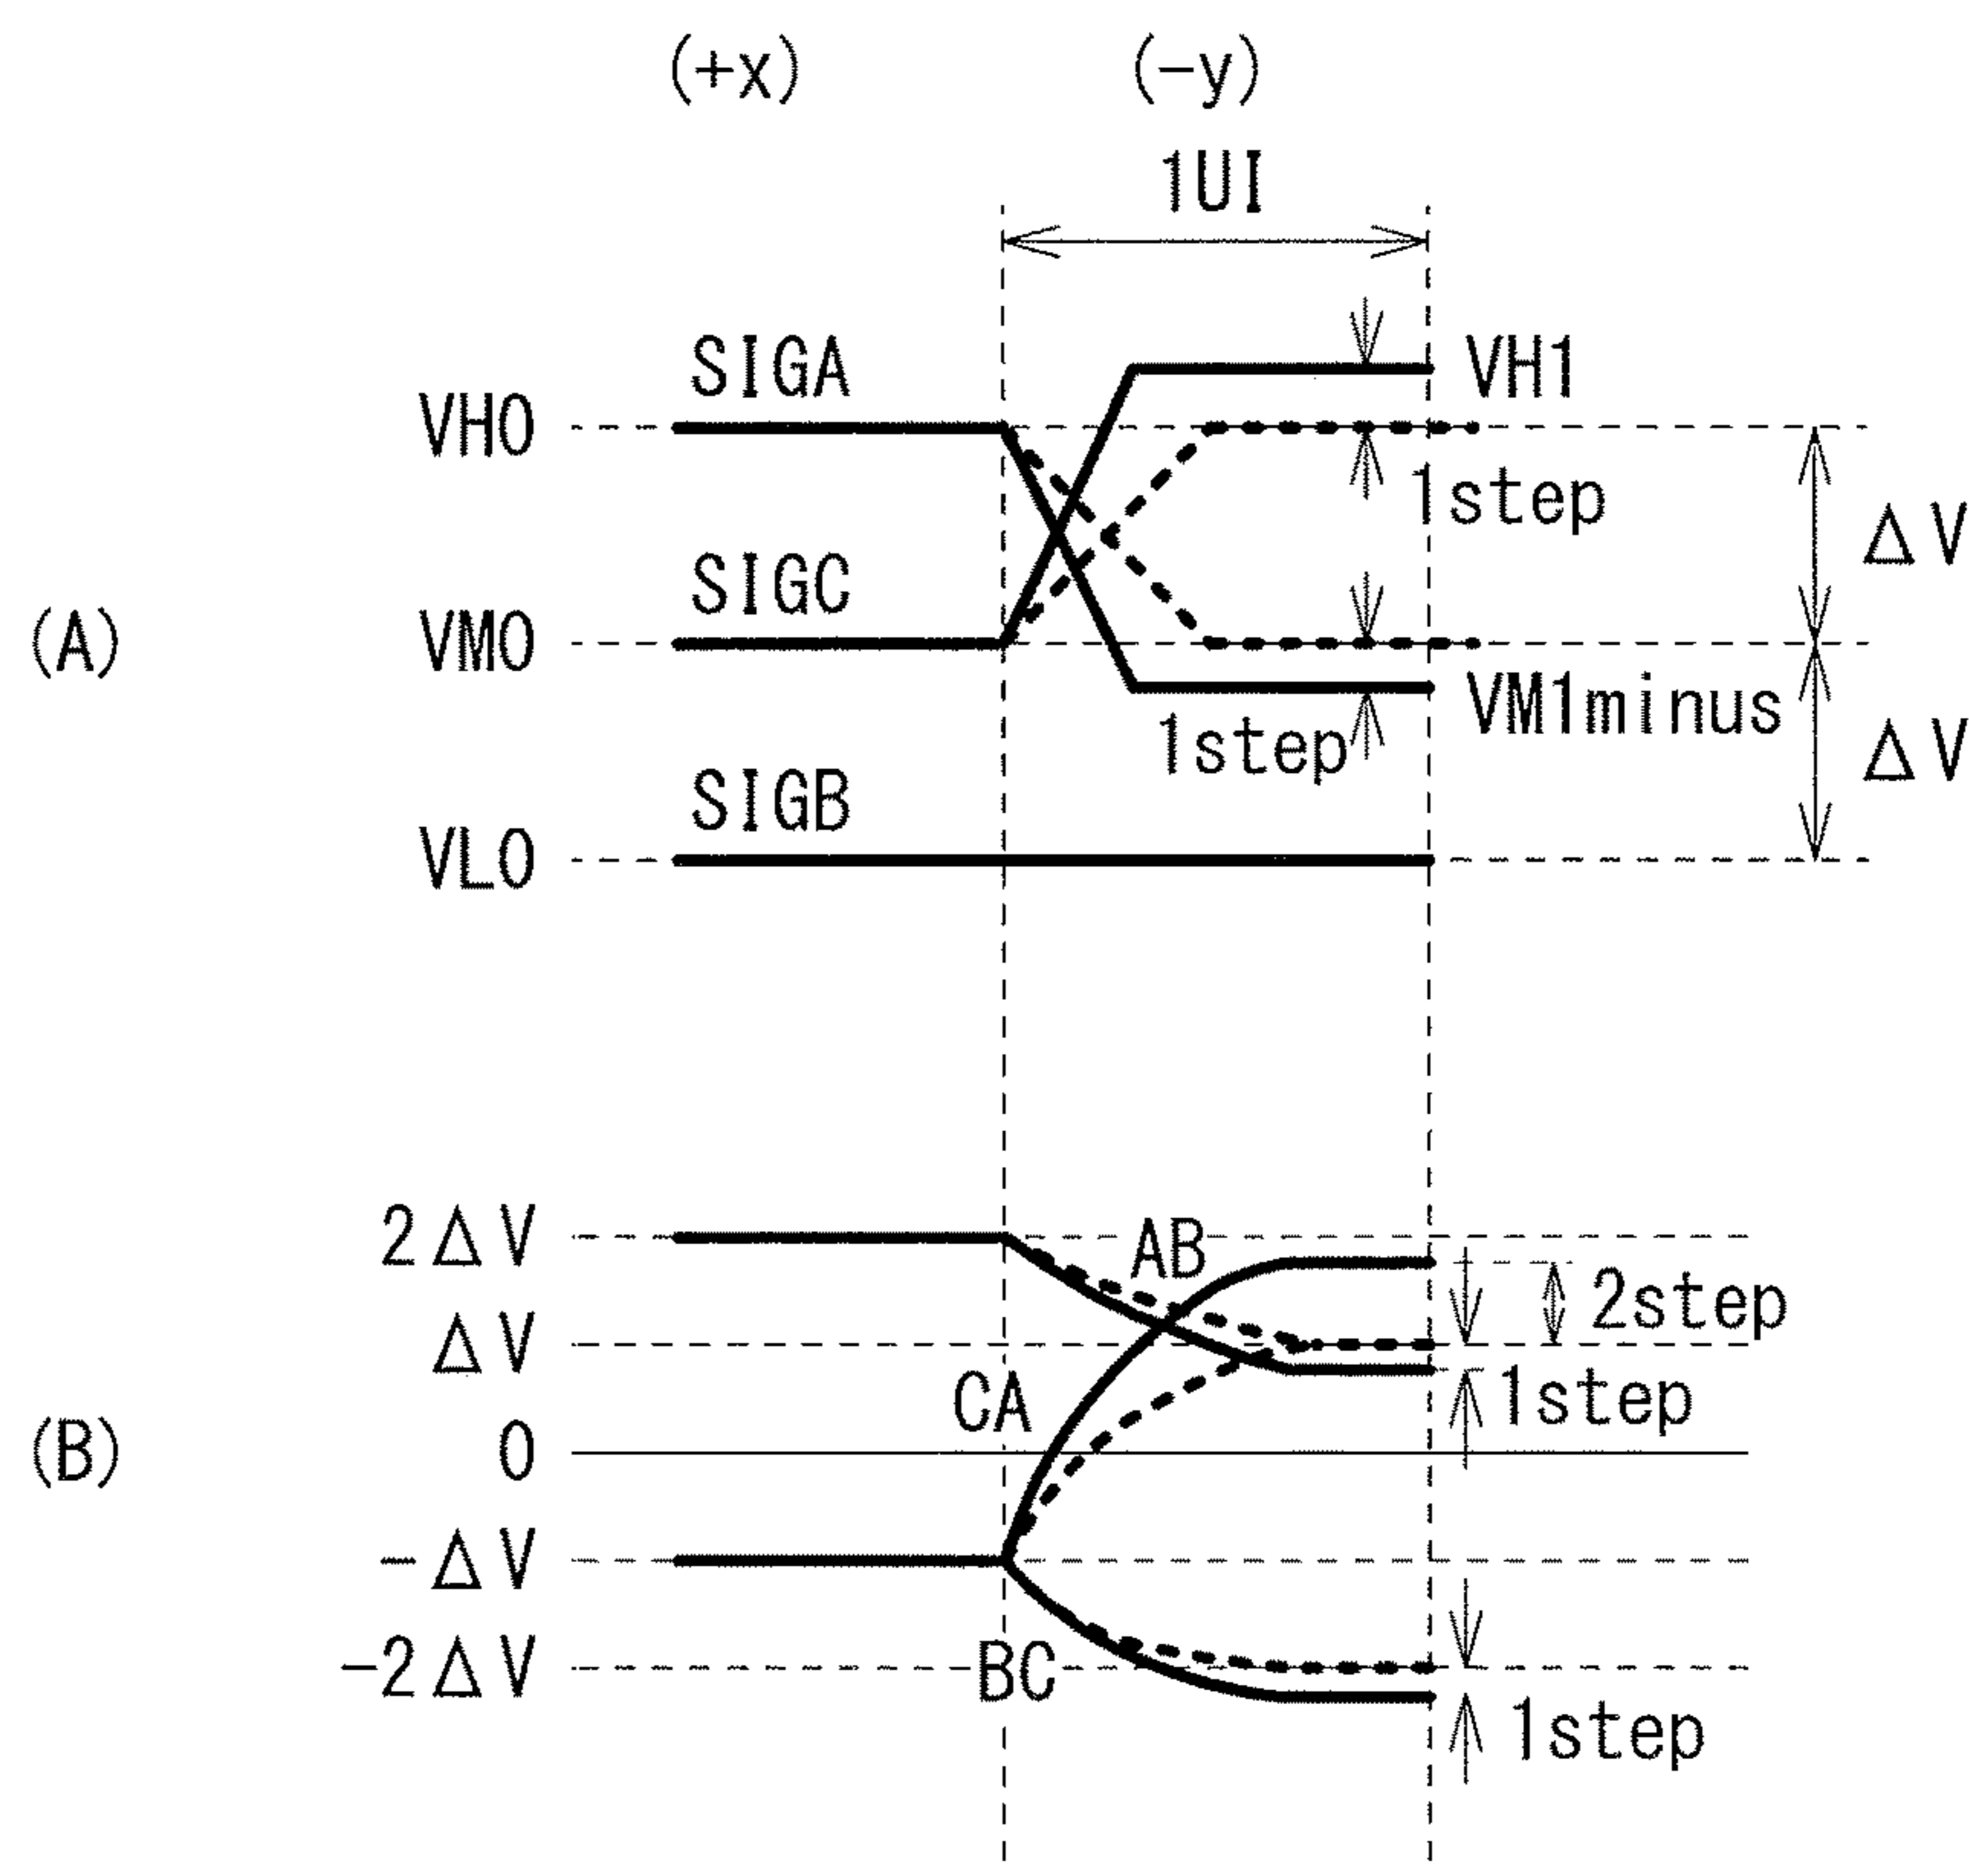 (+x) (-y)
1UI
SIGA VH1
VH0
1step
ΔV
SIGC
(A) VM0
VM1minus
1step ΔV
SIGB
VL0
2ΔV AB
2step
ΔV
CA 1step
(B) 0
-ΔV
-2ΔV BC
1step